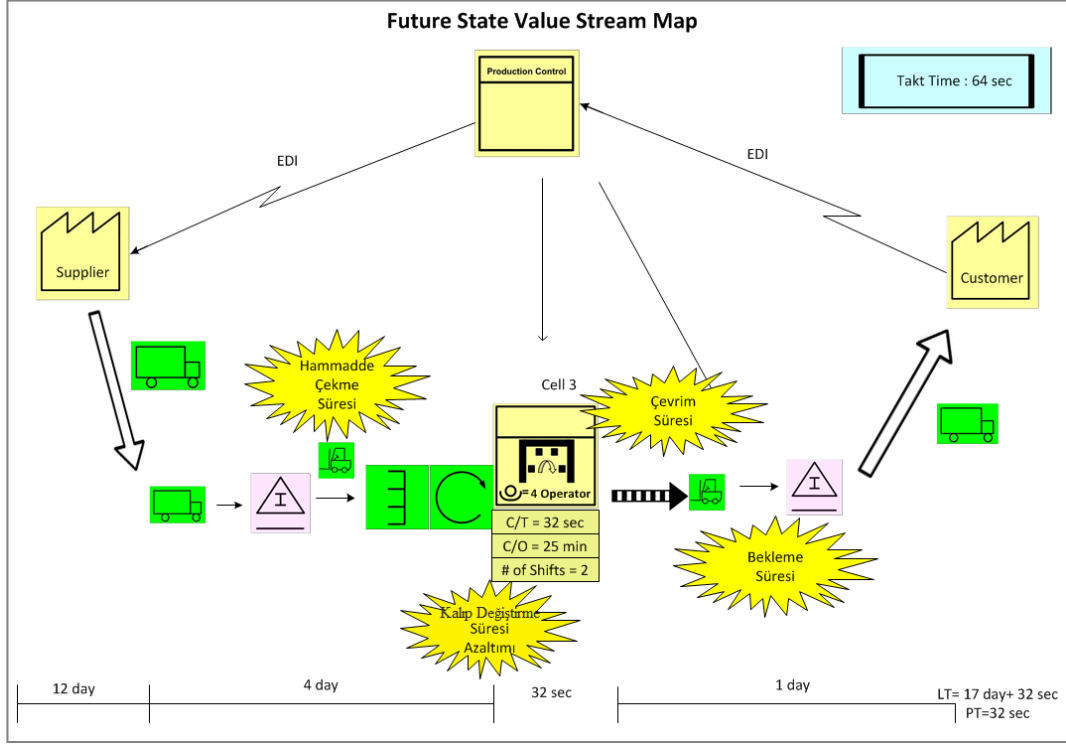 Future State Value Stream Map
Production Control
Takt Time : 64 sec
EDI
EDI
Supplier
Customer
Hammadde
Çekme
Süresi
Cell 3
Çevrim
Süresi
I
= 4 Operator
I
C/T = 32 sec
C/O = 25 min
# of Shifts = 2
Bekleme
Süresi
Kalıp Değiştirme
Süresi
Azaltımı
12 day
4 day
32 sec
1 day
LT= 17 day+ 32 sec
PT=32 sec